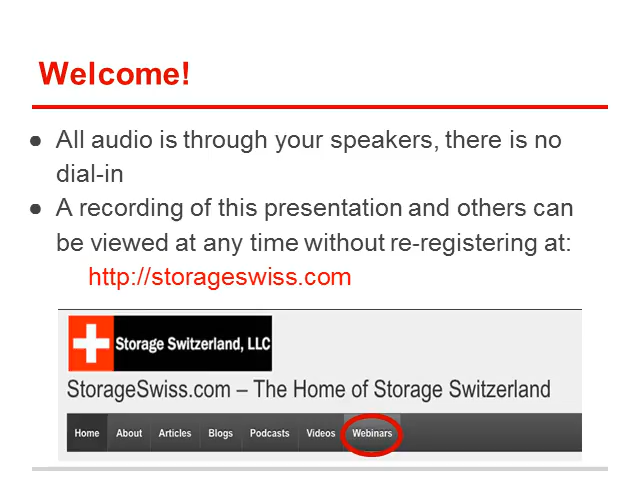 Welcome!
● All audio is through your speakers, there is no
dial-in
● A recording of this presentation and others can
be viewed at any time without re-registering at:
http://storageswiss.com
Storage Switzerland, LLC
StorageSwiss.com – The Home of Storage Switzerland
Home About Articles Blogs Podcasts Videos Webinars